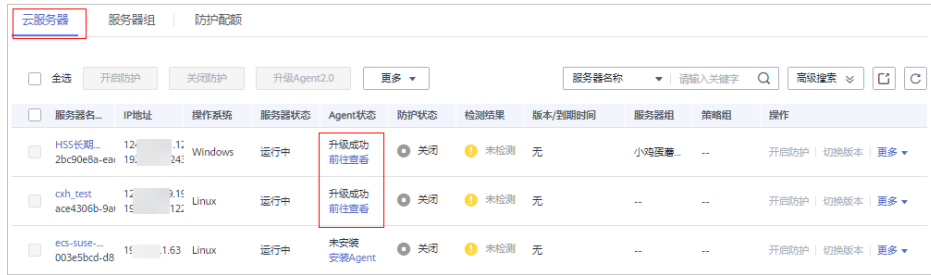 云服务器 服务器组 防护配额
全选 开启防护 关闭防护 升级Agent2.0 更多 服务器名称 请输入关键字 高级搜索
服务器名... IP地址 操作系统 服务器状态 Agent状态 防护状态 检测结果 版本/到期时间 服务器组 策略组 操作
HSS长期... Windows 运行中 升级成功 关闭 未检测 无 小鸡蛋薯... -- 开启防护 切换版本 更多
2bc90e8a-ea 前往查看
cxh_test Linux 运行中 升级成功 关闭 未检测 无 -- -- 开启防护 切换版本 更多
ace4306b-9a 前往查看
ecs-suse-... Linux 运行中 未安装 关闭 未检测 无 -- -- 开启防护 切换版本 更多
003e5bcd-d8 安装Agent